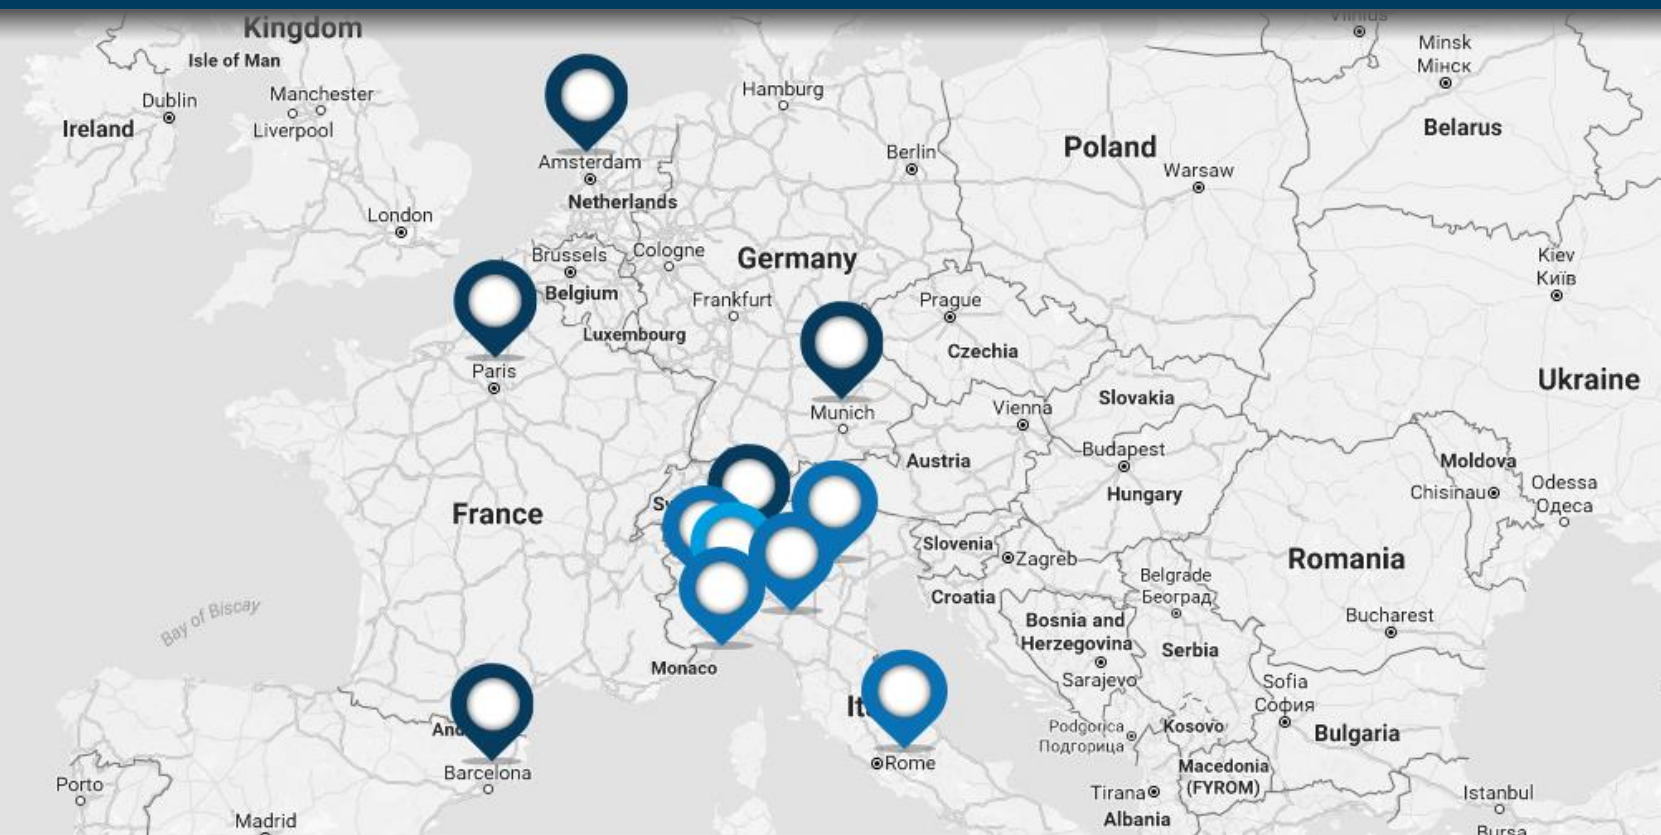 Kingdom
Isle of Man
Vilnius
Minsk
Мінск
Dublin
Manchester
Hamburg
Ireland
Liverpool
Belarus
Amsterdam
Berlin
Poland
Warsaw
Netherlands
London
Brussels
Cologne
Germany
Kiev
Київ
Belgium
Frankfurt
Prague
Luxembourg
Czechia
Paris
Ukraine
Munich
Vienna
Slovakia
Austria
Budapest
Moldova
Hungary
Chisinau
Odessa
Одеса
France
Slovenia
Zagreb
Romania
Croatia
Belgrade
Београд
Bay of Biscay
Bosnia and
Herzegovina
Bucharest
Serbia
Monaco
Sarajevo
Sofia
София
Podgorica
Подгорица
Kosovo
Bulgaria
Rome
Barcelona
Macedonia
(FYROM)
Porto
Tirana
Istanbul
Madrid
Albania
Bursa